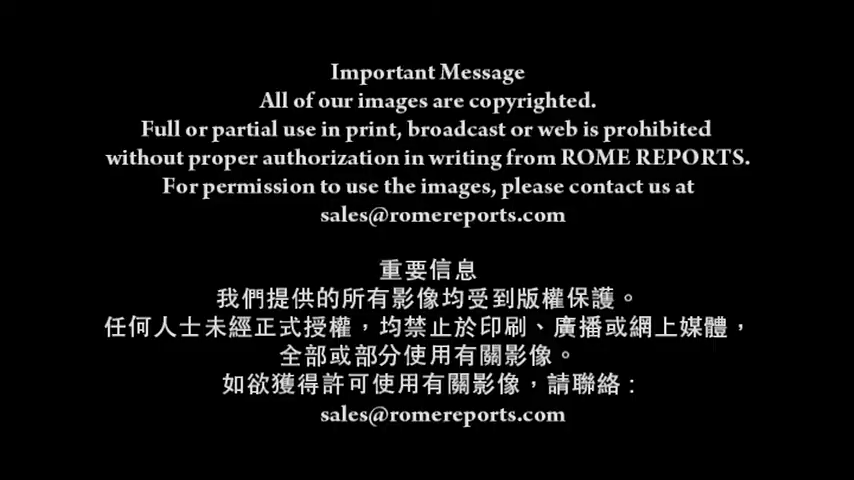 Important Message
All of our images are copyrighted.
Full or partial use in print, broadcast or web is prohibited
without proper authorization in writing from ROME REPORTS.
For permission to use the images, please contact us at
sales@romereports.com
重要信息
我們提供的所有影像均受到版權保護。
任何人士未經正式授權，均禁止於印刷、廣播或網上媒體，
全部或部分使用有關影像。
如欲獲得許可使用有關影像，請聯絡：
sales@romereports.com